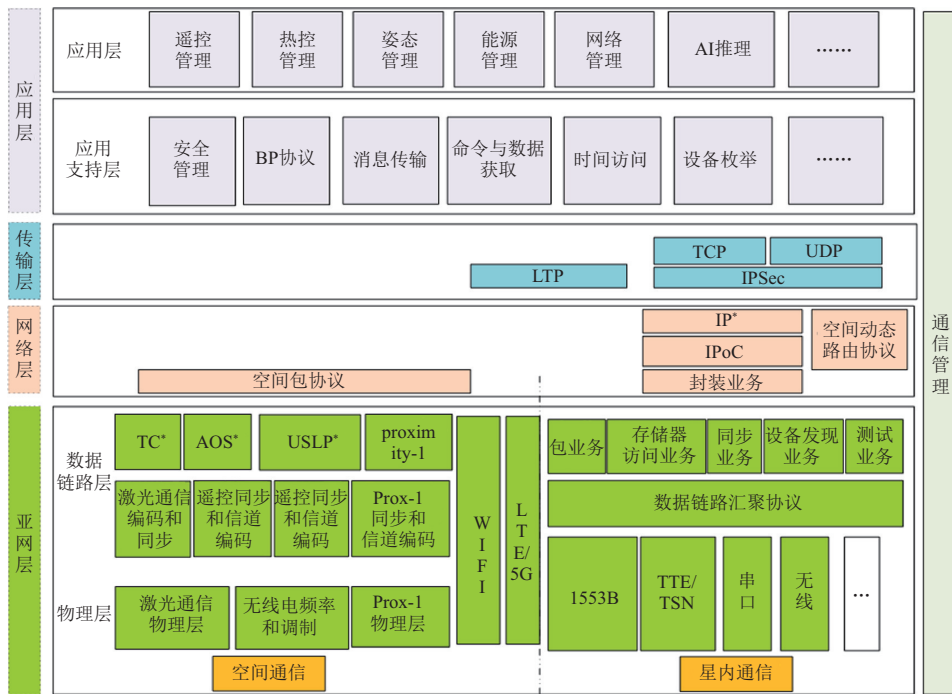 应用层
应用层
遥控
管理
热控
管理
姿态
管理
能源
管理
网络
管理
AI推理
……
应用
支持层
安全
管理
BP协议
消息传输
命令与数据
获取
时间访问
设备枚举
……
传输层
LTP
TCP
UDP
IPSec
网络层
空间包协议
IP*
IPoC
封装业务
空间动态
路由协议
通信管理
亚网层
数据
链路层
TC*
AOS*
USLP*
proxim
ity-1
激光通信
编码和
同步
遥控同步
和信道
编码
遥控同步
和信道
编码
Prox-1
同步和
信道编码
物理层
激光通信
物理层
无线电频率
和调制
Prox-1
物理层
WIFI
LTE/
5G
空间通信
包业务
存储器
访问业务
同步
业务
设备发现
业务
测试
业务
数据链路汇聚协议
1553B
TTE/
TSN
串口
无线
...
星内通信